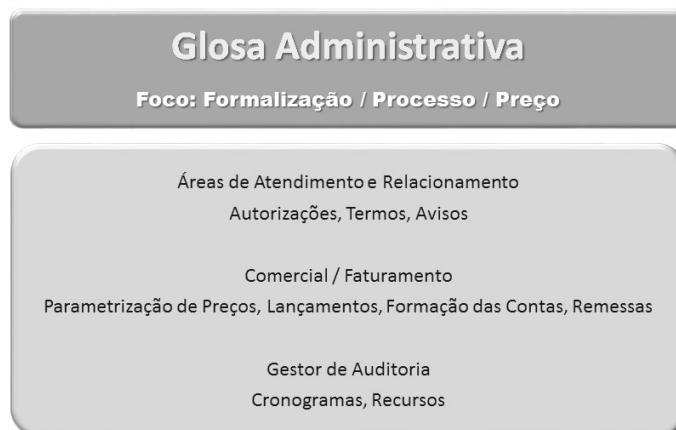 Glosa Administrativa
Foco: Formalização / Processo / Preço
Áreas de Atendimento e Relacionamento
Autorizações, Termos, Avisos
Comercial / Faturamento
Parametrização de Preços, Lançamentos, Formação das Contas, Remessas
Gestor de Auditoria
Cronogramas, Recursos